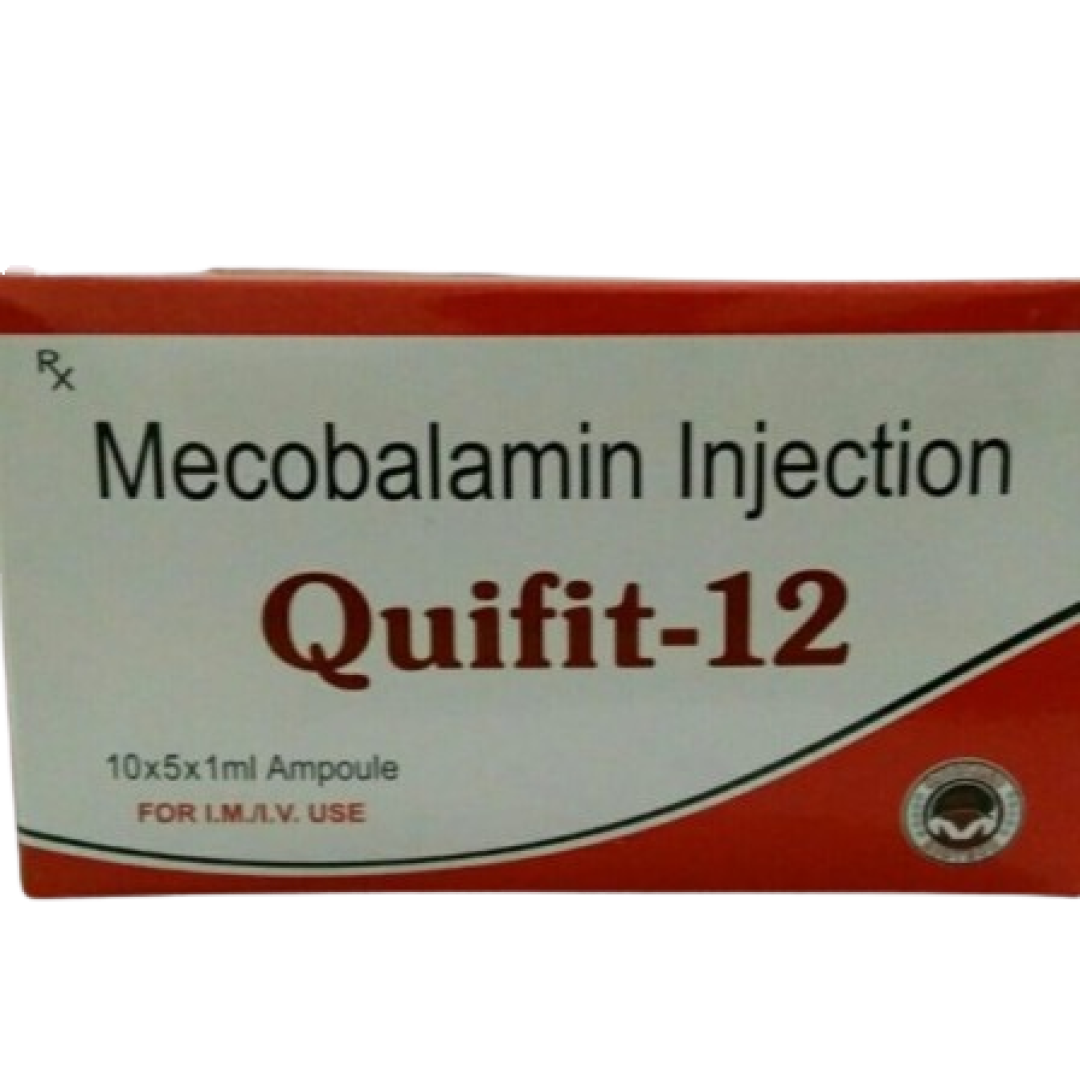 Rx
Mecobalamin Injection
Quifit-12
10x5x1ml Ampoule
FOR I.M./I.V. USE